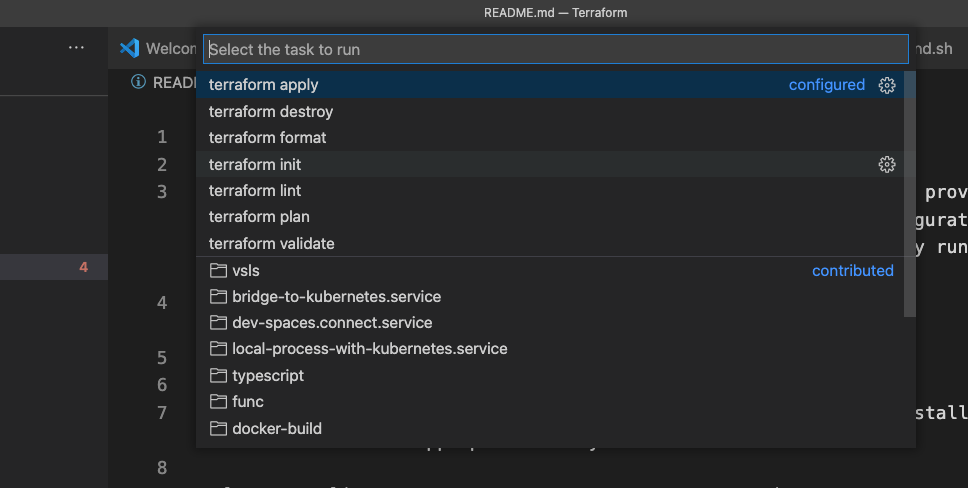 README.md — Terraform
···
Welcon
Select the task to run
nd.sh
READ
terraform apply
configured
terraform destroy
terraform format
1
terraform init
2
terraform lint
3
prov
terraform plan
gurat
terraform validate
y run
4
vsls
contributed
bridge-to-kubernetes.service
4
dev-spaces.connect.service
local-process-with-kubernetes.service
5
typescript
6
func
7
stall
docker-build
8